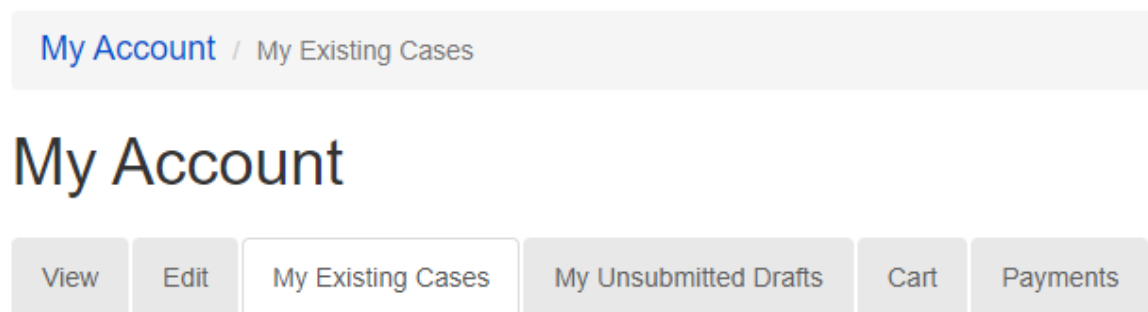 My Account / My Existing Cases
My Account
View Edit My Existing Cases My Unsubmitted Drafts Cart Payments